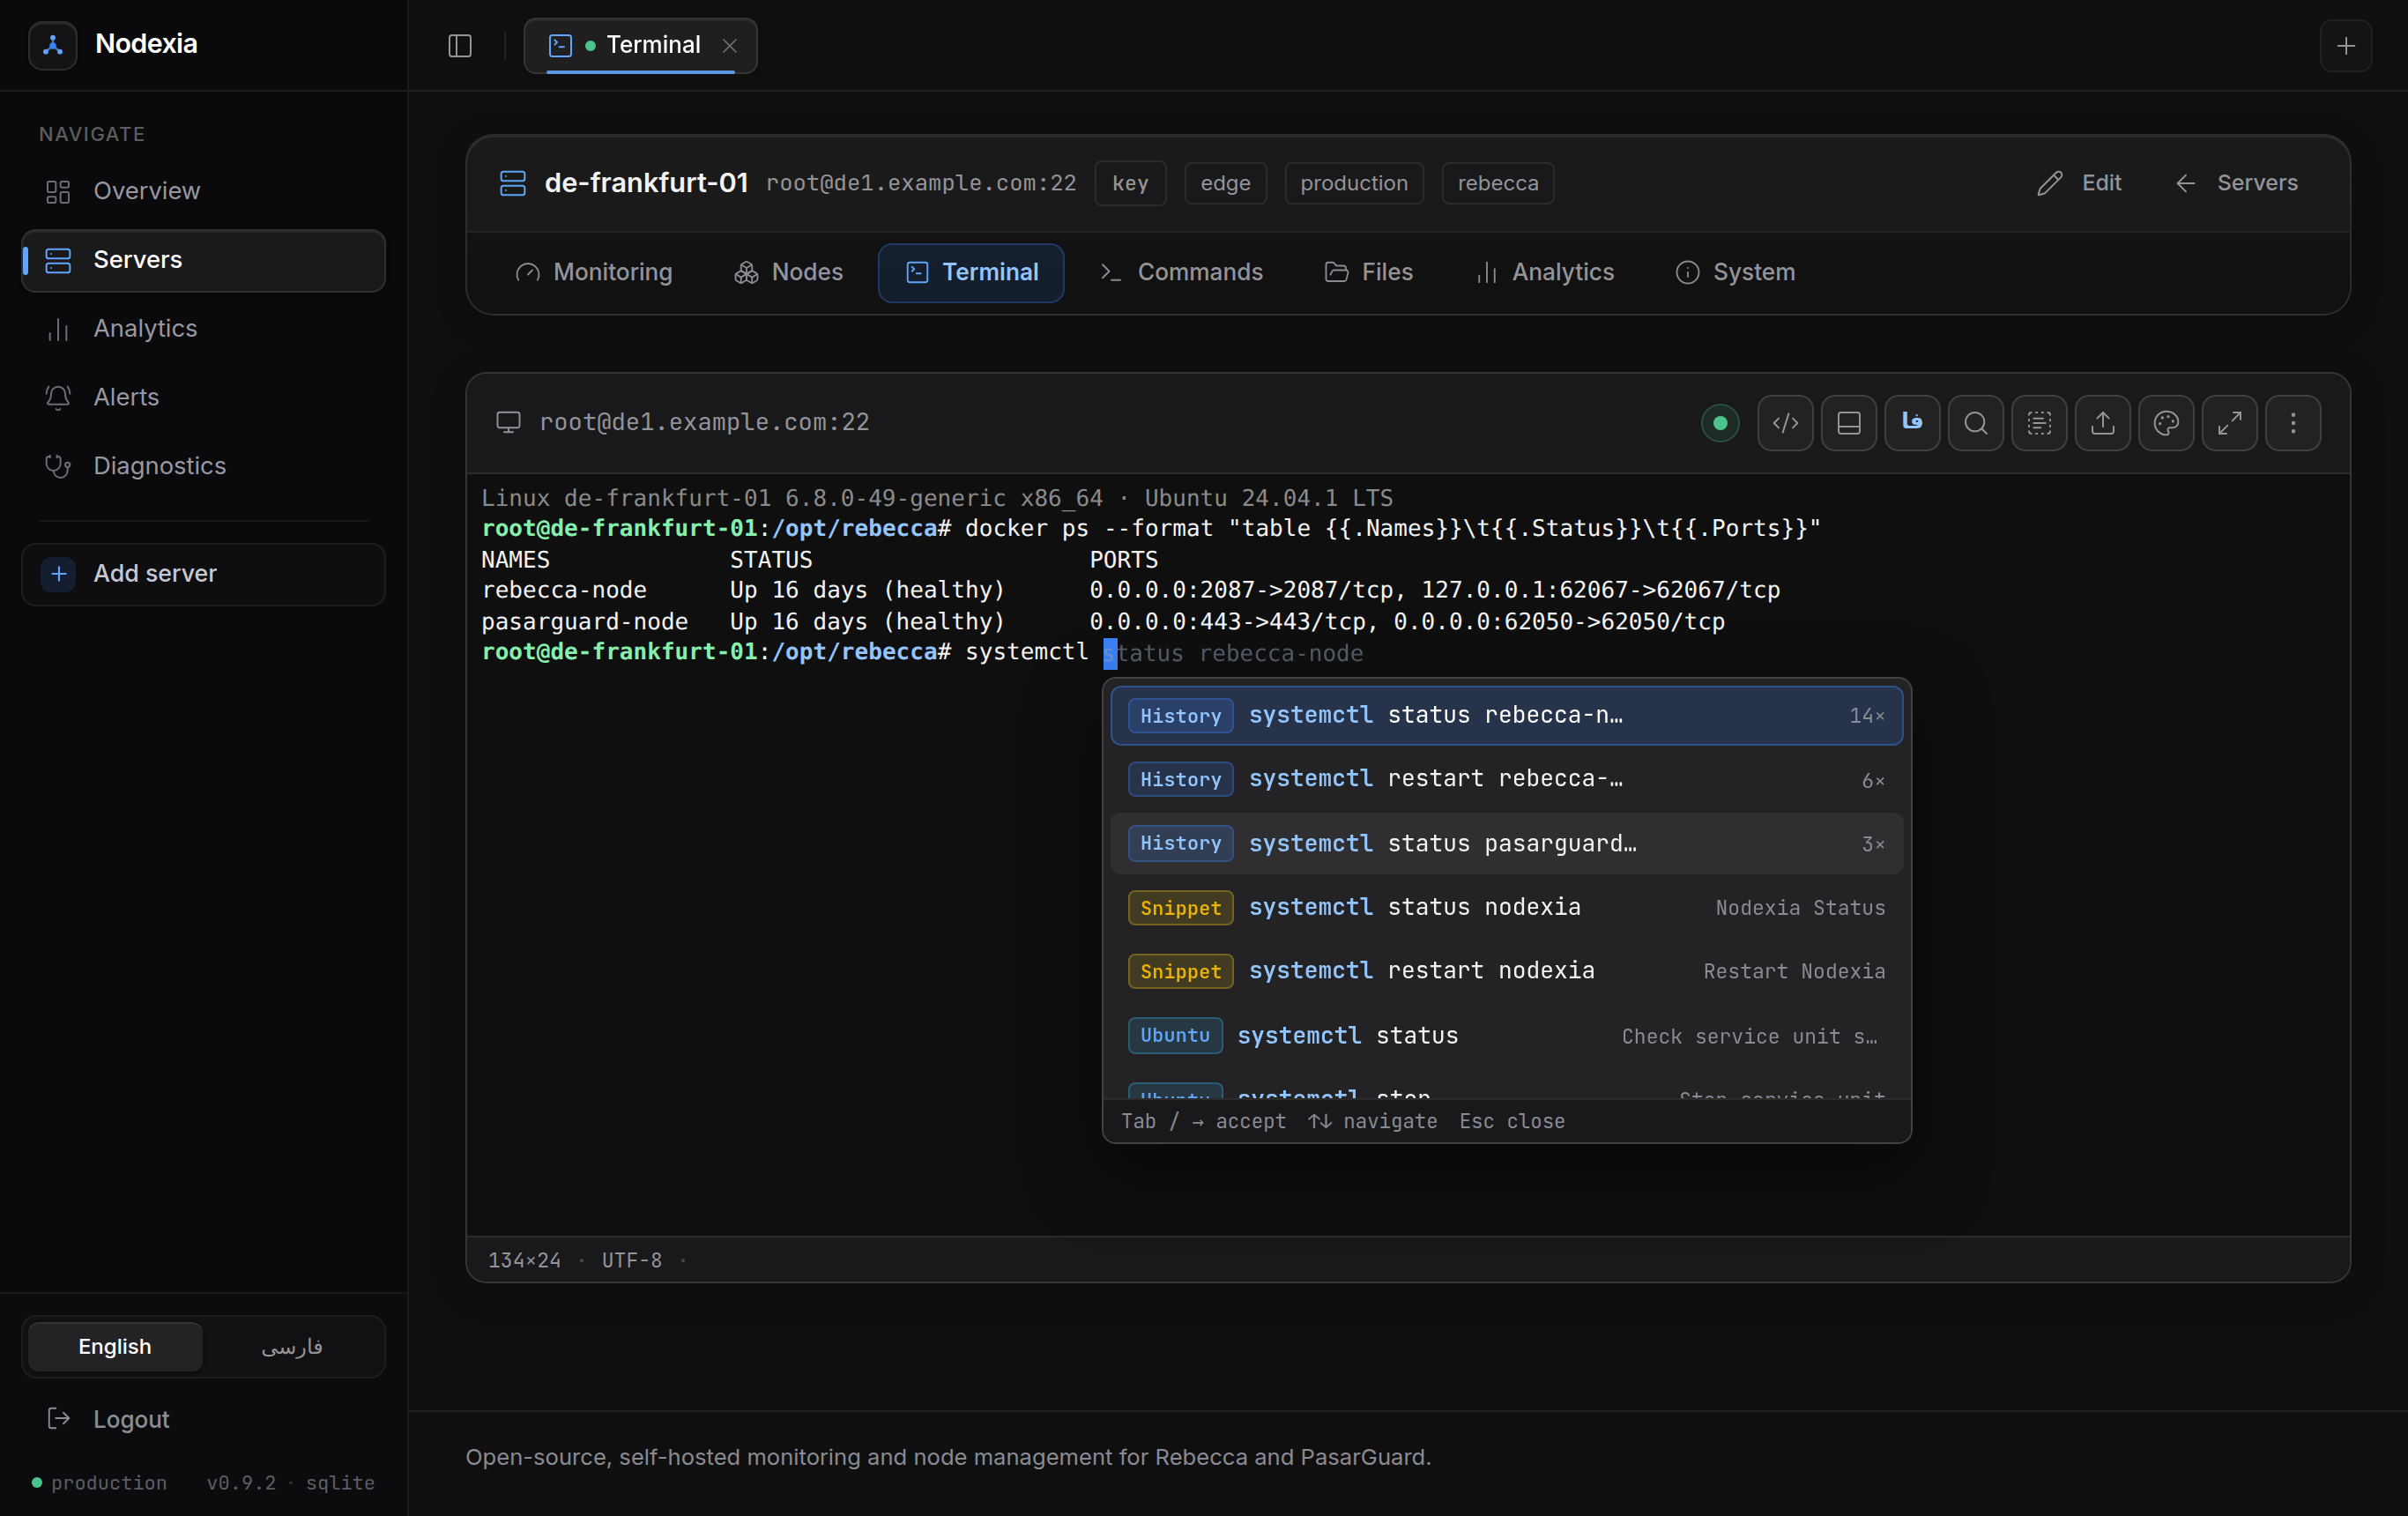 Nodexia
NAVIGATE
Overview
Servers
Analytics
Alerts
Diagnostics
Add server
English
فارسی
Logout
production v0.9.2 · sqlite
Terminal
de-frankfurt-01 root@de1.example.com:22 key edge production rebecca
Edit
Servers
Monitoring
Nodes
Terminal
Commands
Files
Analytics
System
root@de1.example.com:22
فا
Linux de-frankfurt-01 6.8.0-49-generic x86_64 · Ubuntu 24.04.1 LTS
root@de-frankfurt-01:/opt/rebecca# docker ps --format "table {{.Names}}\t{{.Status}}\t{{.Ports}}"
NAMES STATUS PORTS
rebecca-node Up 16 days (healthy) 0.0.0.0:2087->2087/tcp, 127.0.0.1:62067->62067/tcp
pasarguard-node Up 16 days (healthy) 0.0.0.0:443->443/tcp, 0.0.0.0:62050->62050/tcp
root@de-frankfurt-01:/opt/rebecca# systemctl status rebecca-node
History systemctl status rebecca-n… 14×
History systemctl restart rebecca-… 6×
History systemctl status pasarguard… 3×
Snippet systemctl status nodexia Nodexia Status
Snippet systemctl restart nodexia Restart Nodexia
Ubuntu systemctl status Check service unit s…
Ubuntu systemctl stop Stop service unit
Tab / → accept ↑↓ navigate Esc close
134×24 · UTF-8 ·
Open-source, self-hosted monitoring and node management for Rebecca and PasarGuard.